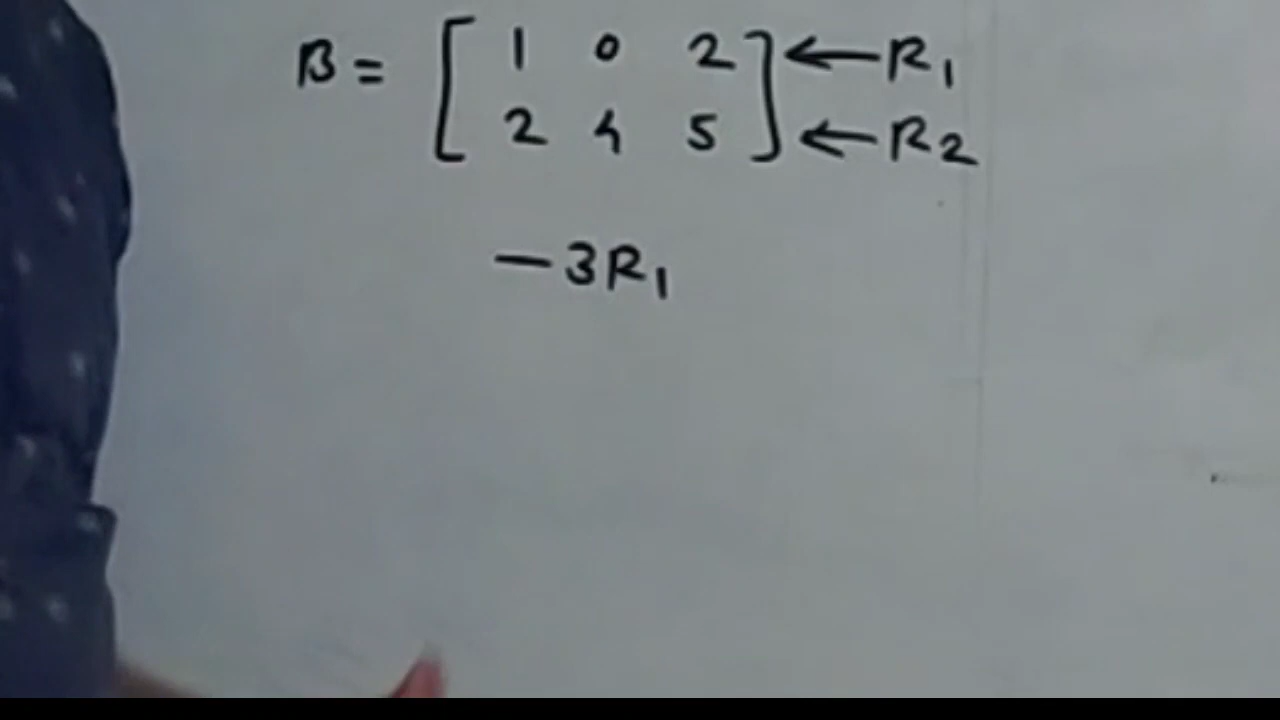 B = [ 1 0 2 ] ← R1
[ 2 4 5 ] ← R2
-3R1